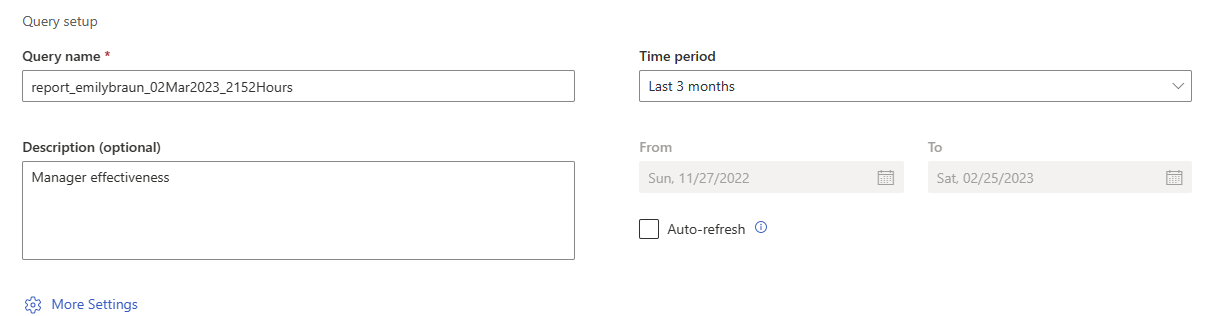 Query setup
Query name *
report_emilybraun_02Mar2023_2152Hours
Time period
Last 3 months
Description (optional)
Manager effectiveness
From
Sun, 11/27/2022
To
Sat, 02/25/2023
Auto-refresh
More Settings